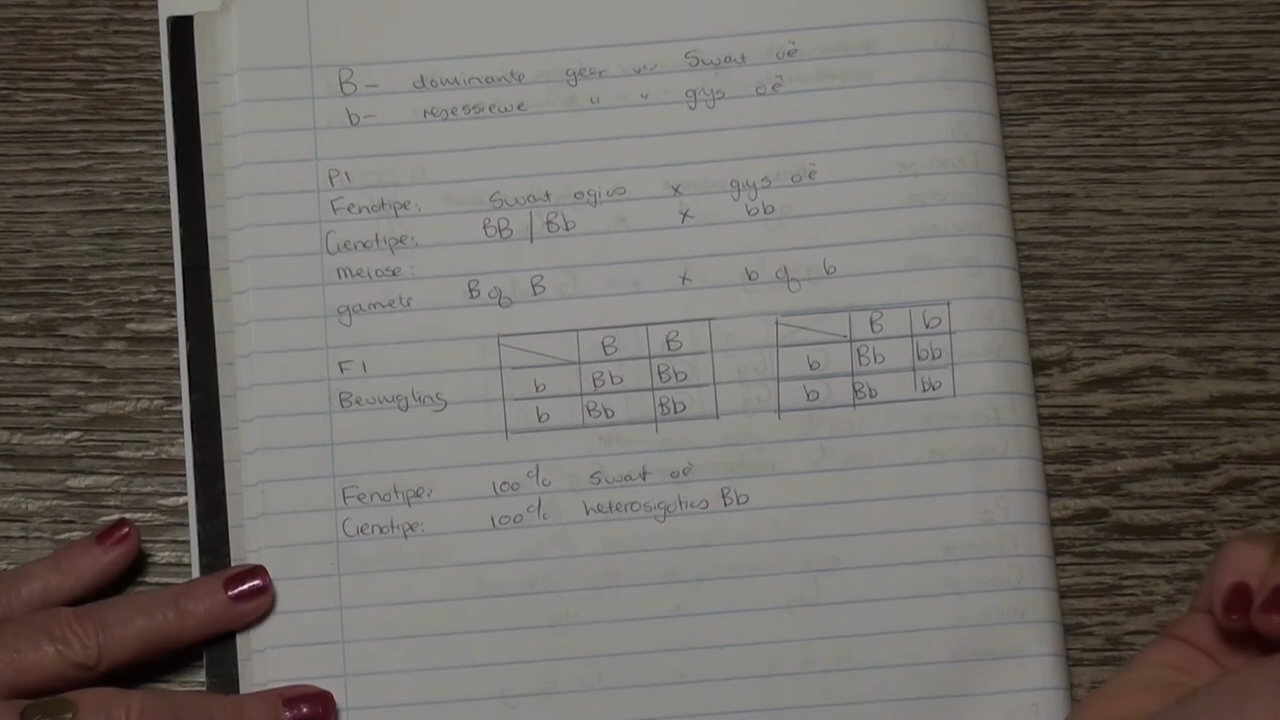 B - dominante geen vir Swart oë
b - resessiewe " " grys oë
P1
Fenotipe: Swart ogies x grys oë
Genotipe: BB | Bb x bb
meiose:
gamete B of B x b of b
F1
Bevrugting
B B
b Bb Bb
b Bb Bb
B b
b Bb bb
b Bb bb
Fenotipe: 100% Swart oë
Genotipe: 100% heterosigoties Bb